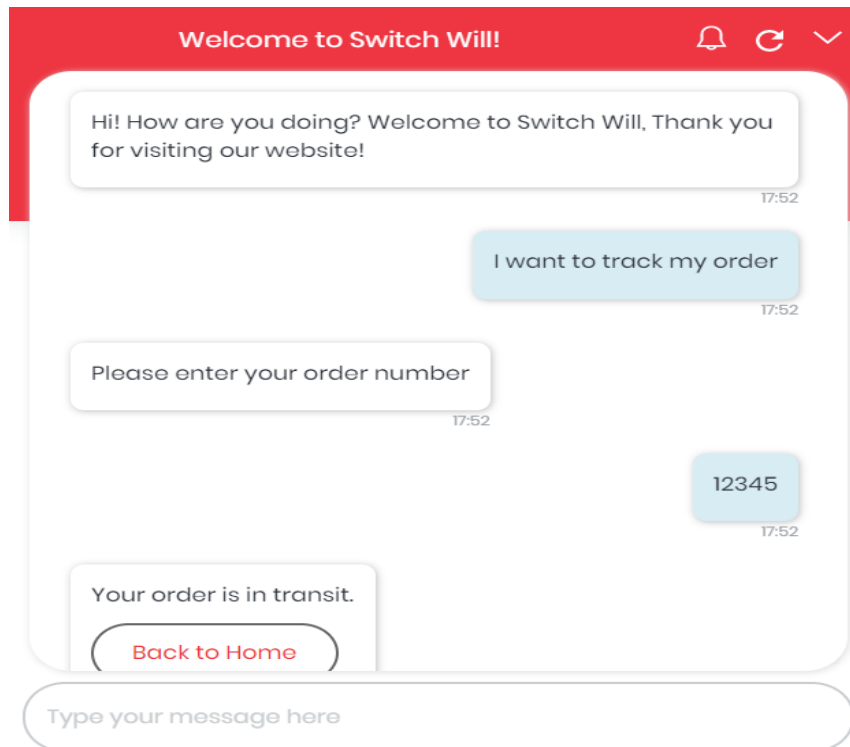 Welcome to Switch Will!
Hi! How are you doing? Welcome to Switch Will, Thank you
for visiting our website!
17:52
I want to track my order
17:52
Please enter your order number
17:52
12345
17:52
Your order is in transit.
Back to Home
Type your message here